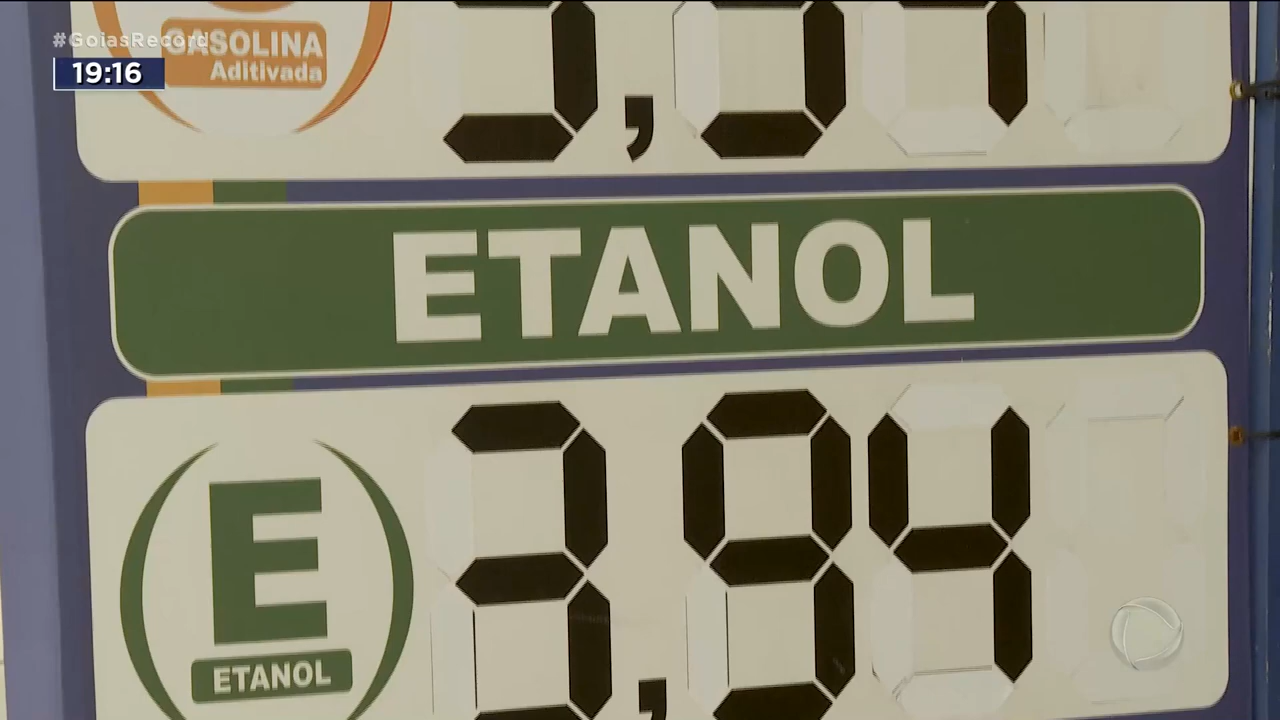 #GoiasRecord
19:16
GASOLINA
Aditivada
ETANOL
3,94
E
ETANOL